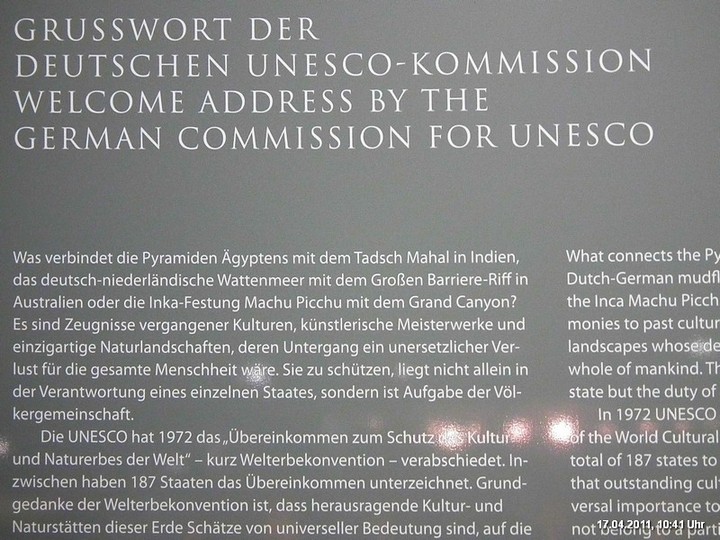 GRUSSWORT DER
DEUTSCHEN UNESCO-KOMMISSION
WELCOME ADDRESS BY THE
GERMAN COMMISSION FOR UNESCO
Was verbindet die Pyramiden Ägyptens mit dem Tadsch Mahal in Indien,
das deutsch-niederländische Wattenmeer mit dem Großen Barriere-Riff in
Australien oder die Inka-Festung Machu Picchu mit dem Grand Canyon?
Es sind Zeugnisse vergangener Kulturen, künstlerische Meisterwerke und
einzigartige Naturlandschaften, deren Untergang ein unersetzlicher Ver-
lust für die gesamte Menschheit wäre. Sie zu schützen, liegt nicht allein in
der Verantwortung eines einzelnen Staates, sondern ist Aufgabe der Völ-
kergemeinschaft.
Die UNESCO hat 1972 das „Übereinkommen zum Schutz des Kultur-
und Naturerbes der Welt“ – kurz Welterbekonvention – verabschiedet. In-
zwischen haben 187 Staaten das Übereinkommen unterzeichnet. Grund-
gedanke der Welterbekonvention ist, dass herausragende Kultur- und
Naturstätten dieser Erde Schätze von universeller Bedeutung sind, auf die
What connects the Py
Dutch-German mudfl
the Inca Machu Picch
monies to past cultur
landscapes whose de
whole of mankind. Th
state but the duty of
In 1972 UNESCO
of the World Cultural
total of 187 states to
that outstanding cul
versal importance to
not belong to a parti
17.04.2011, 10:41 Uhr